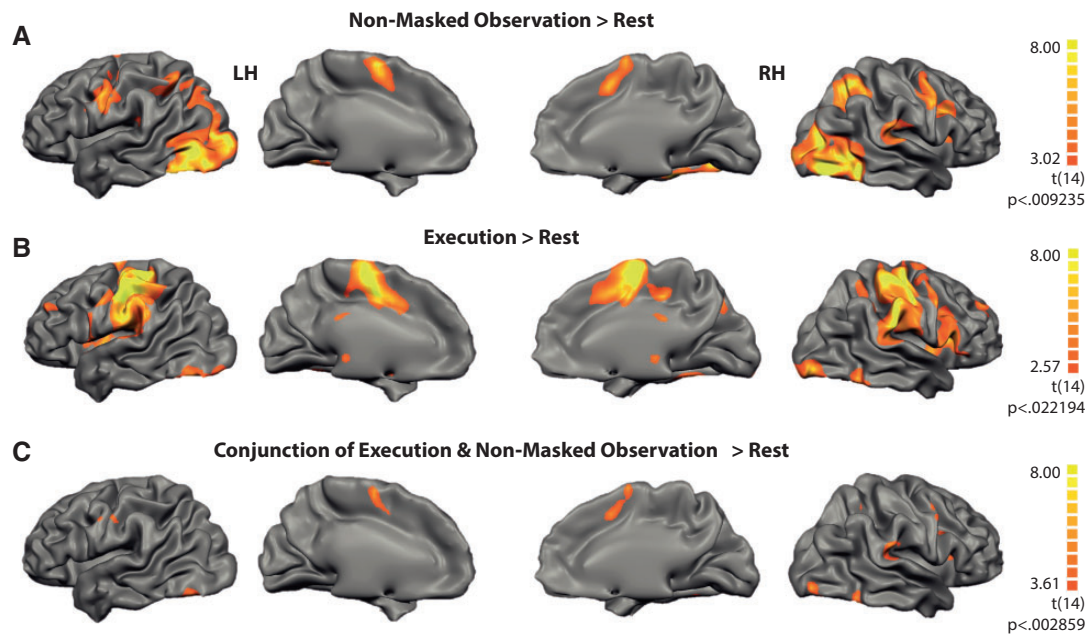 Non-Masked Observation > Rest
A
LH
RH
8.00
3.02
t(14)
p<.009235
Execution > Rest
B
8.00
2.57
t(14)
p<.022194
Conjunction of Execution & Non-Masked Observation > Rest
C
8.00
3.61
t(14)
p<.002859